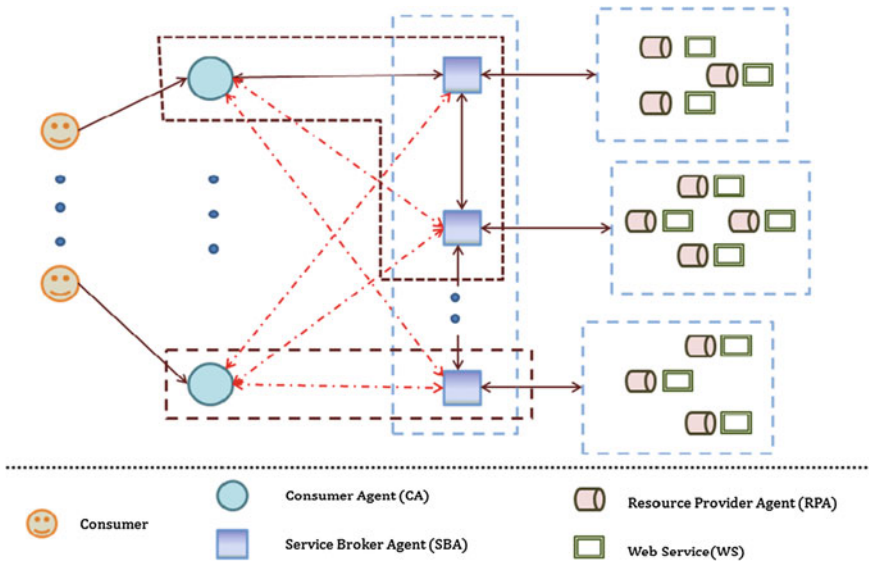 Consumer
Consumer Agent (CA)
Service Broker Agent (SBA)
Resource Provider Agent (RPA)
Web Service(WS)